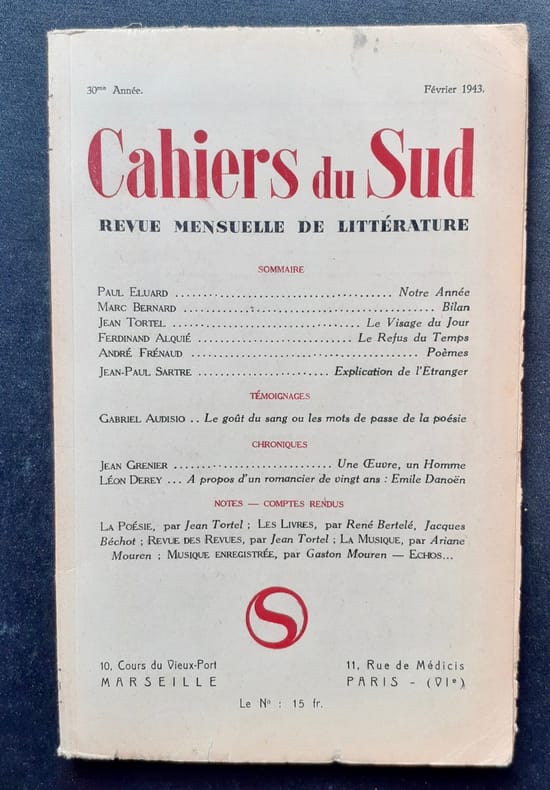 30me Année. Février 1943.
Cahiers du Sud
REVUE MENSUELLE DE LITTÉRATURE
SOMMAIRE
PAUL ELUARD ........................................ Notre Année
MARC BERNARD ........................................ Bilan
JEAN TORTEL ........................................ Le Visage du Jour
FERDINAND ALQUIÉ ........................................ Le Refus du Temps
ANDRÉ FRÉNAUD ........................................ Poèmes
JEAN-PAUL SARTRE ........................................ Explication de l'Etranger
TÉMOIGNAGES
GABRIEL AUDISIO .. Le goût du sang ou les mots de passe de la poésie
CHRONIQUES
JEAN GRENIER ............................ Une Œuvre, un Homme
LÉON DEREY ... A propos d'un romancier de vingt ans : Emile Danoën
NOTES — COMPTES RENDUS
LA POÉSIE, par Jean Tortel ; LES LIVRES, par René Bertelé, Jacques
Béchot ; REVUE DES REVUES, par Jean Tortel ; LA MUSIQUE, par Ariane
Mouren ; MUSIQUE ENREGISTRÉE, par Gaston Mouren — ECHOS...
S
10, Cours du Vieux-Port 11, Rue de Médicis
MARSEILLE PARIS - (VIe)
Le No : 15 fr.